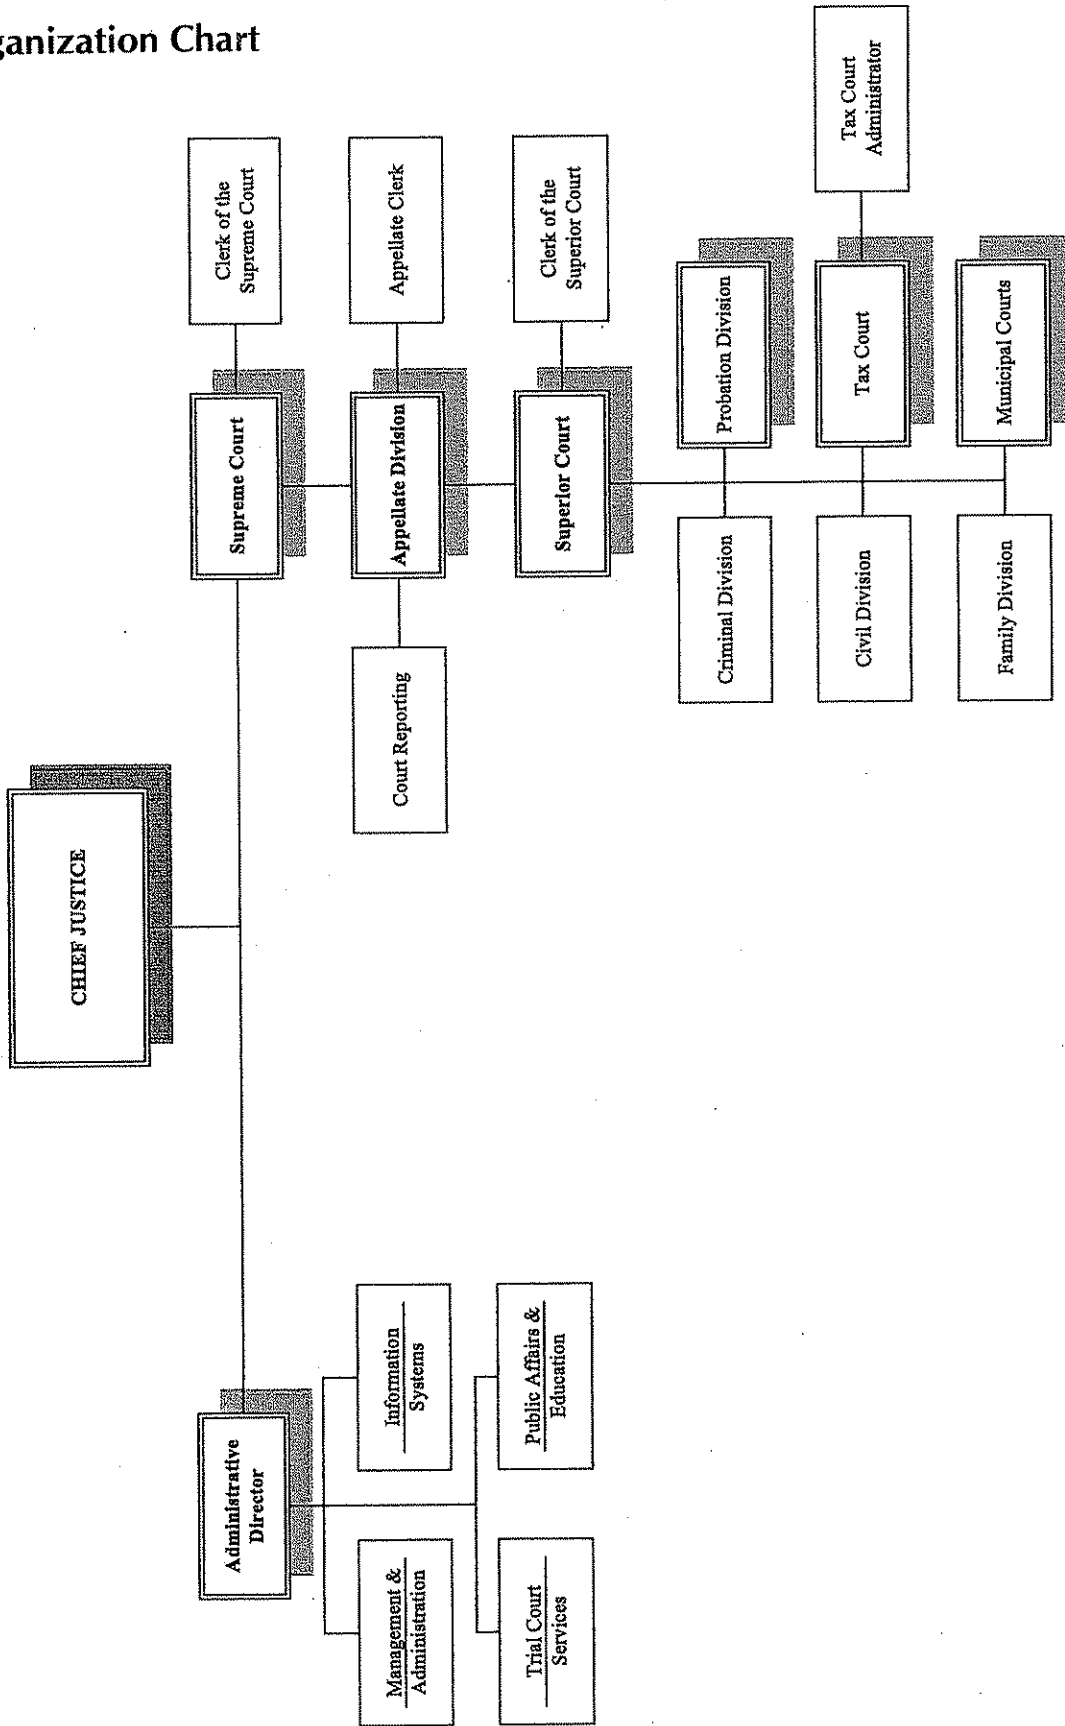 ganization Chart
CHIEF JUSTICE
Administrative
Director
Management &
Administration
Information
Systems
Trial Court
Services
Public Affairs &
Education
Supreme Court
Clerk of the
Supreme Court
Appellate Division
Court Reporting
Appellate Clerk
Superior Court
Clerk of the
Superior Court
Criminal Division
Probation Division
Civil Division
Tax Court
Tax Court
Administrator
Family Division
Municipal Courts